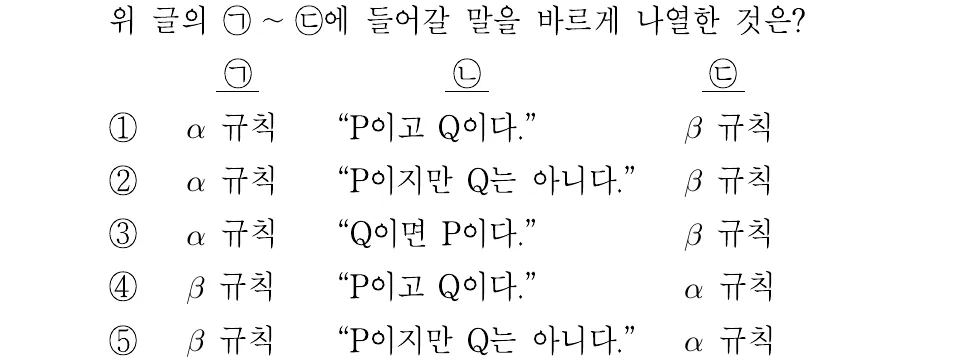 위 글의 ㉠ ~ ㉢에 들어갈 말을 바르게 나열한 것은?
㉠ ㉡ ㉢
① α 규칙 “P이고 Q이다.” β 규칙
② α 규칙 “P이지만 Q는 아니다.” β 규칙
③ α 규칙 “Q이면 P이다.” β 규칙
④ β 규칙 “P이고 Q이다.” α 규칙
⑤ β 규칙 “P이지만 Q는 아니다.” α 규칙